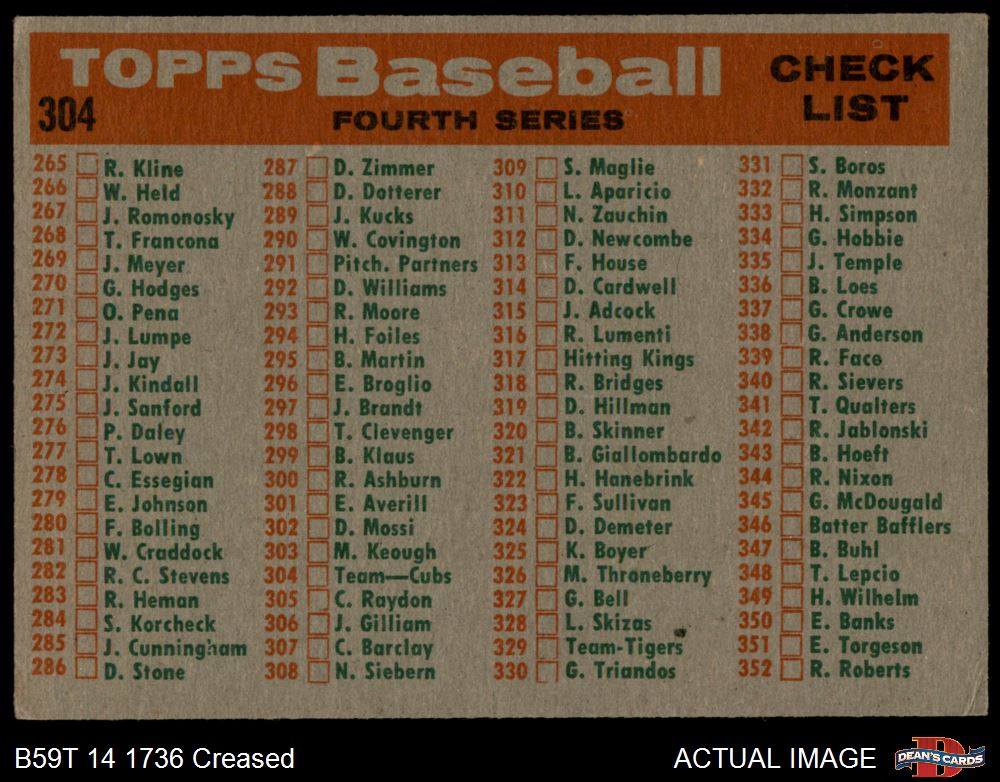 TOPPS Baseball
CHECK
LIST
304
FOURTH SERIES
265 R. Kline
266 W. Held
267 J. Romonosky
268 T. Francona
269 J. Meyer
270 G. Hodges
271 O. Pena
272 J. Lumpe
273 J. Jay
274 J. Kindall
275 J. Sanford
276 P. Daley
277 T. Lown
278 C. Essegian
279 E. Johnson
280 F. Bolling
281 W. Craddock
282 R. C. Stevens
283 R. Heman
284 S. Korcheck
285 J. Cunningham
286 D. Stone
287 D. Zimmer
288 D. Dotterer
289 J. Kucks
290 W. Covington
291 Pitch. Partners
292 D. Williams
293 R. Moore
294 H. Foiles
295 B. Martin
296 E. Broglio
297 J. Brandt
298 T. Clevenger
299 B. Klaus
300 R. Ashburn
301 E. Averill
302 D. Mossi
303 M. Keough
304 Team—Cubs
305 C. Raydon
306 J. Gilliam
307 C. Barclay
308 N. Siebern
309 S. Maglie
310 L. Aparicio
311 N. Zauchin
312 D. Newcombe
313 F. House
314 D. Cardwell
315 J. Adcock
316 R. Lumenti
317 Hitting Kings
318 R. Bridges
319 D. Hillman
320 B. Skinner
321 B. Giallombardo
322 H. Hanebrink
323 F. Sullivan
324 D. Demeter
325 K. Boyer
326 M. Throneberry
327 G. Bell
328 L. Skizas
329 Team-Tigers
330 G. Triandos
331 S. Boros
332 R. Monzant
333 H. Simpson
334 G. Hobbie
335 J. Temple
336 B. Loes
337 G. Crowe
338 G. Anderson
339 R. Face
340 R. Sievers
341 T. Qualters
342 R. Jablonski
343 B. Hoeft
344 R. Nixon
345 G. McDougald
346 Batter Bafflers
347 B. Buhl
348 T. Lepcio
349 H. Wilhelm
350 E. Banks
351 E. Torgeson
352 R. Roberts
B59T 14 1736 Creased
ACTUAL IMAGE
D
DEAN'S CARDS